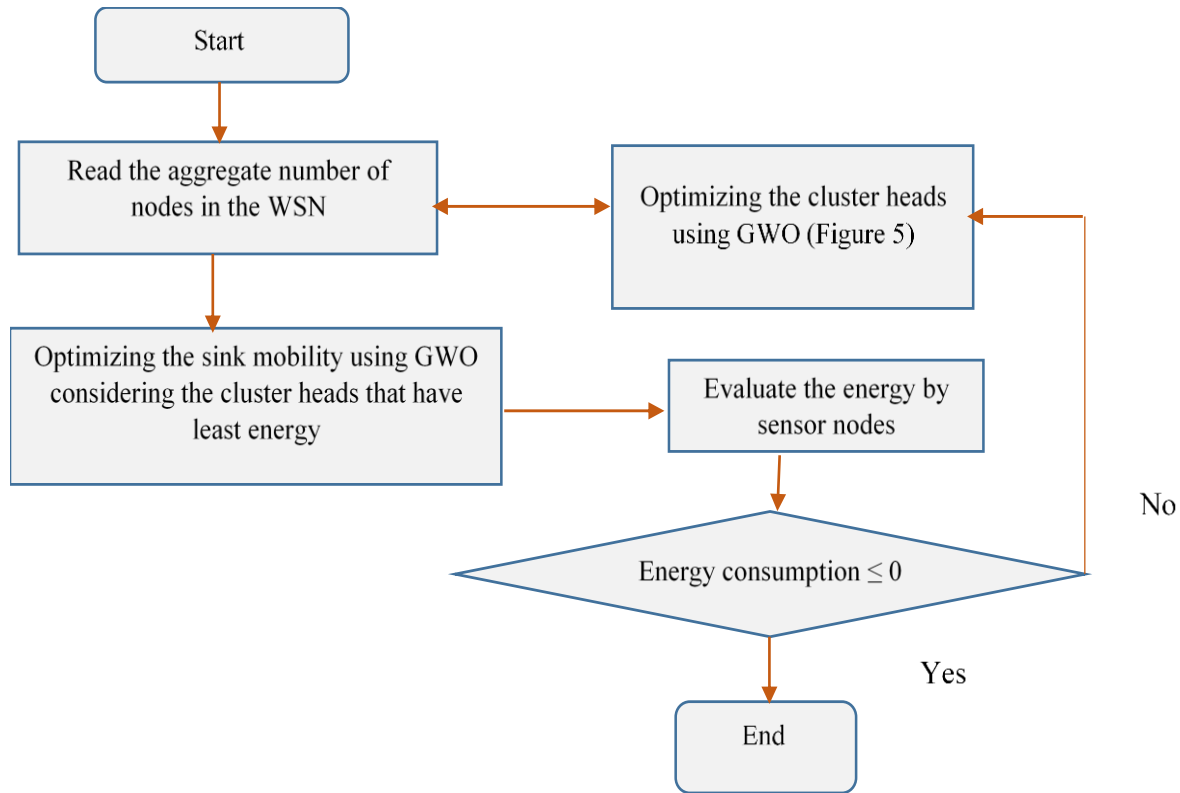 Start
Read the aggregate number of
nodes in the WSN
Optimizing the cluster heads
using GWO (Figure 5)
Optimizing the sink mobility using GWO
considering the cluster heads that have
least energy
Evaluate the energy by
sensor nodes
No
Energy consumption ≤ 0
Yes
End